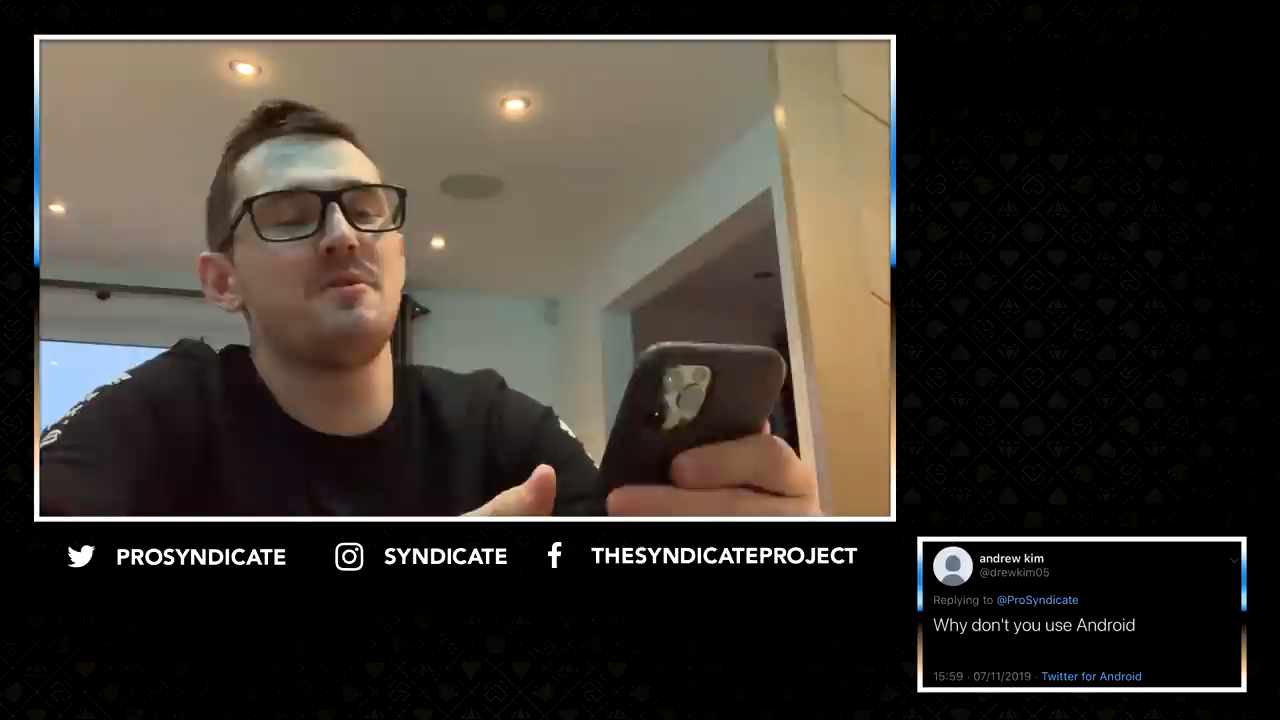 PROSYNDICATE
SYNDICATE
THESYNDICATEPROJECT
andrew kim
@drewkim05
Replying to @ProSyndicate
Why don't you use Android
15:59 · 07/11/2019 · Twitter for Android